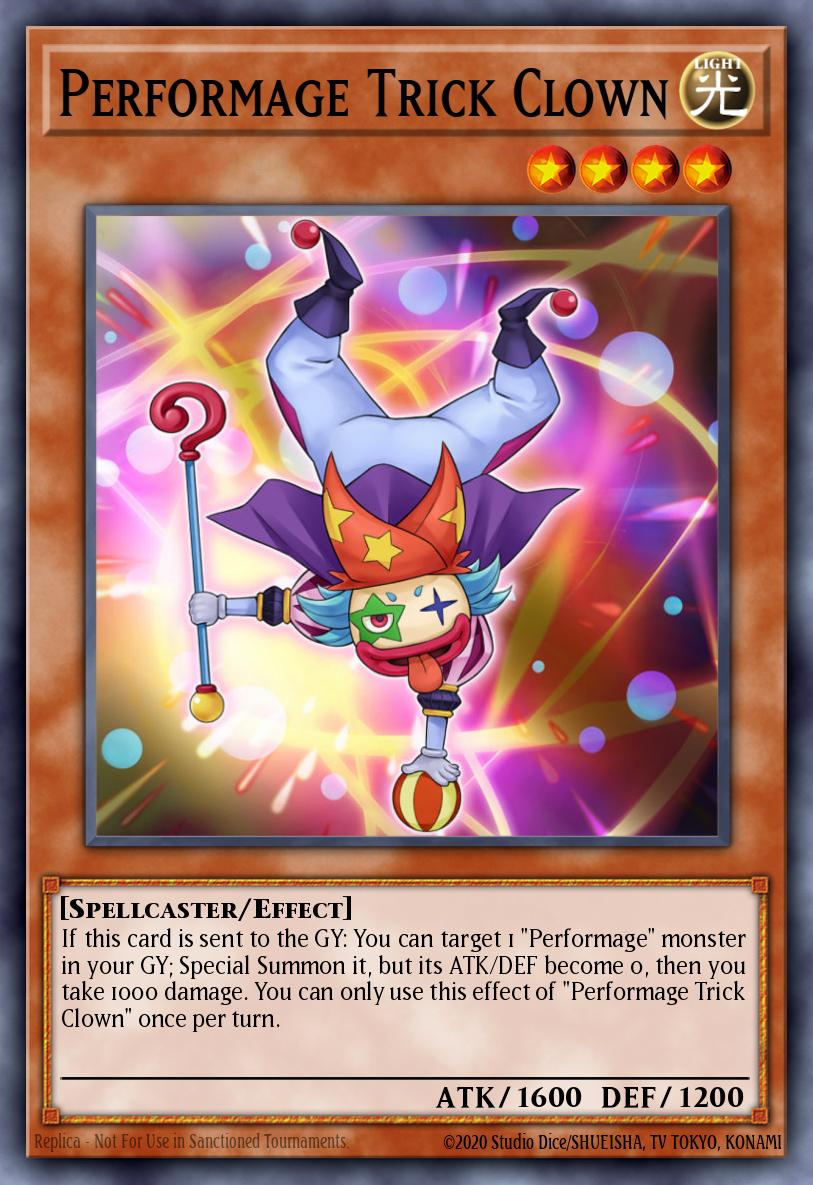 Performage Trick Clown
LIGHT
光
[Spellcaster/Effect]
If this card is sent to the GY: You can target 1 "Performage" monster
in your GY; Special Summon it, but its ATK/DEF become 0, then you
take 1000 damage. You can only use this effect of "Performage Trick
Clown" once per turn.
ATK/1600 DEF/1200
Replica - Not For Use in Sanctioned Tournaments.
©2020 Studio Dice/SHUEISHA, TV TOKYO, KONAMI